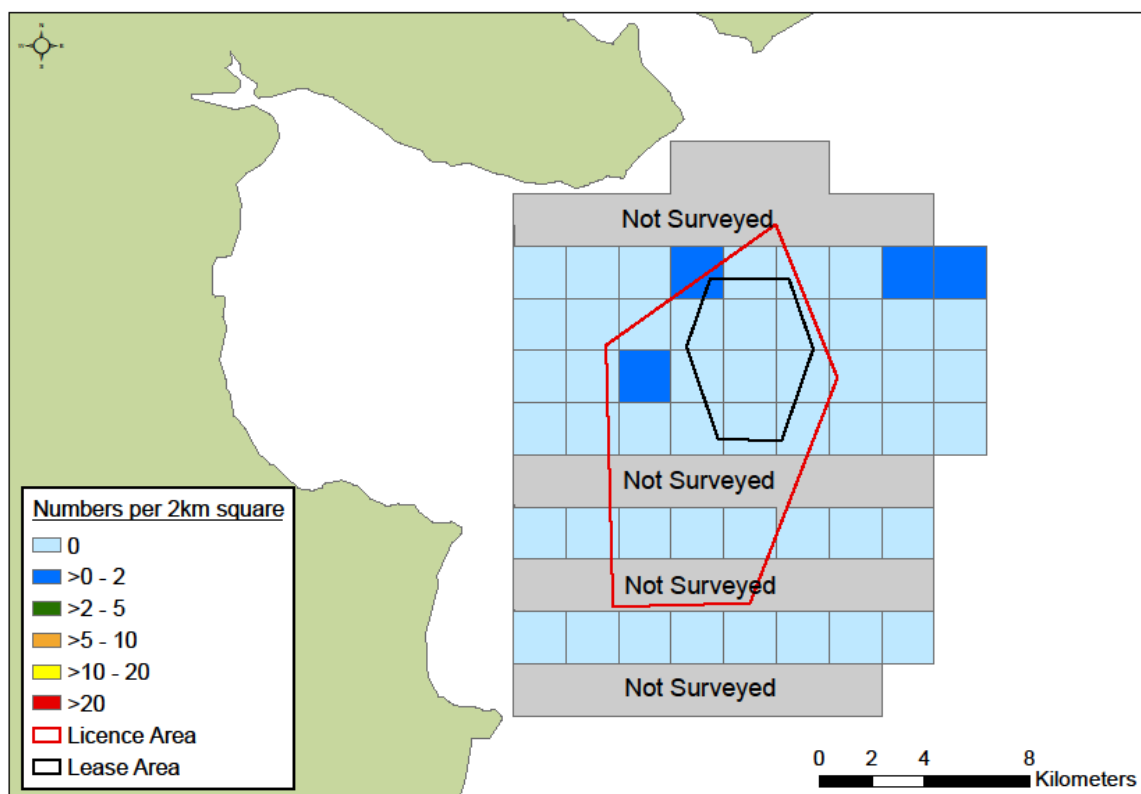 N
W
E
S
Not Surveyed
Not Surveyed
Not Surveyed
Not Surveyed
Numbers per 2km square
0
>0 - 2
>2 - 5
>5 - 10
>10 - 20
>20
Licence Area
Lease Area
0 2 4 8
Kilometers